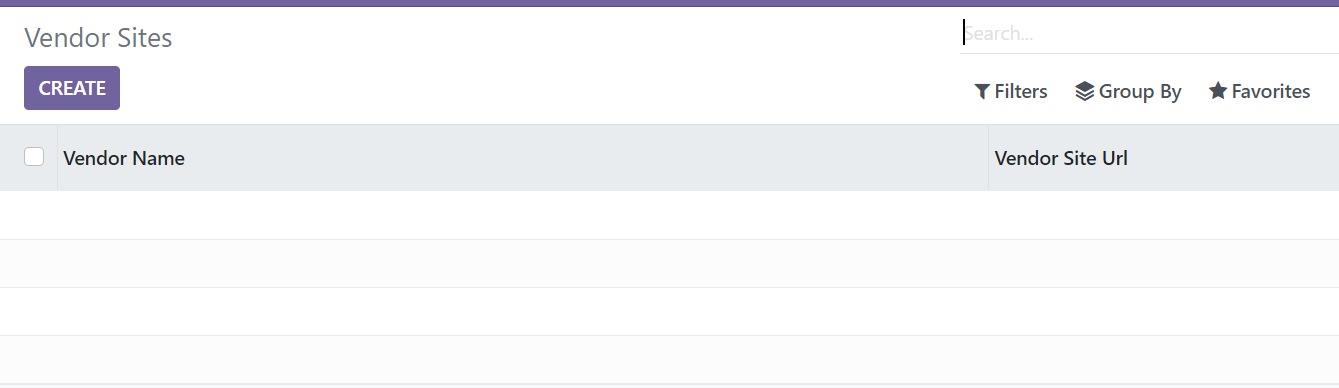 Vendor Sites
Search...
CREATE
Filters Group By Favorites
Vendor Name Vendor Site Url